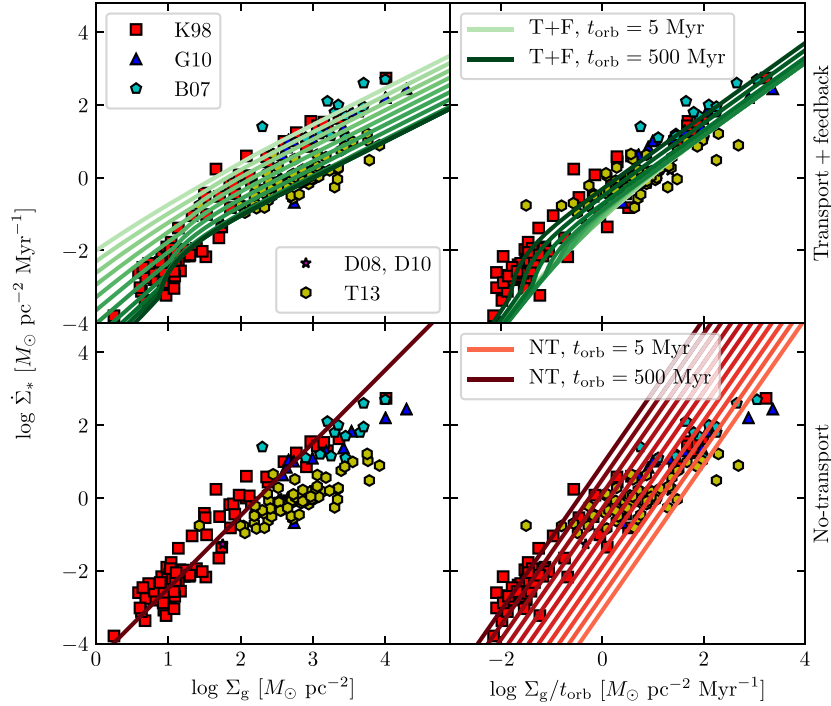 K98
G10
B07
T+F, t_orb = 5 Myr
T+F, t_orb = 500 Myr
2
0
−2
−4
D08, D10
T13
Transport + feedback
log Σ̇_* [M_⊙ pc⁻² Myr⁻¹]
NT, t_orb = 5 Myr
NT, t_orb = 500 Myr
2
0
−2
−4
No-transport
0 1 2 3 4
−2 0 2 4
log Σ_g [M_⊙ pc⁻²]
log Σ_g/t_orb [M_⊙ pc⁻² Myr⁻¹]